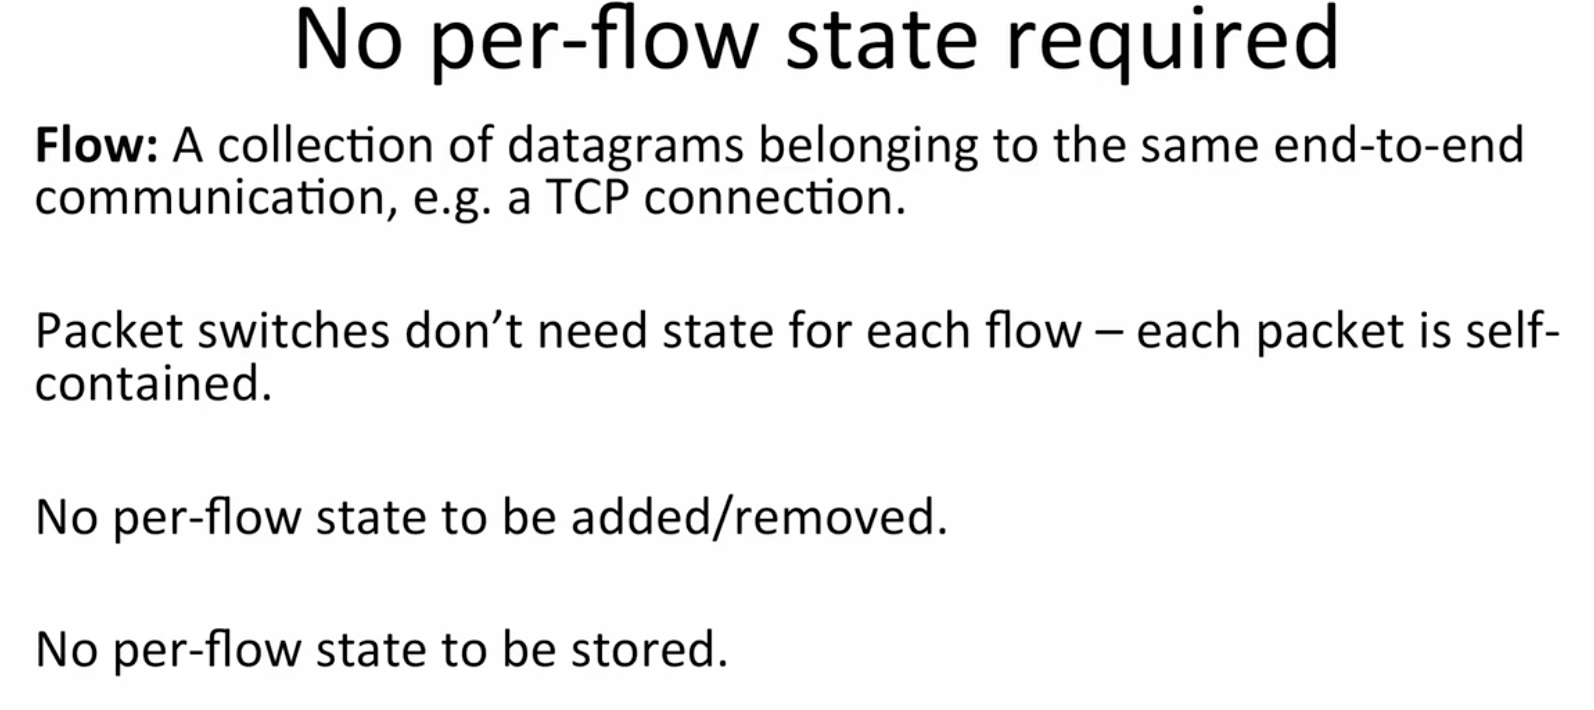 No per-flow state required
Flow: A collection of datagrams belonging to the same end-to-end
communication, e.g. a TCP connection.
Packet switches don’t need state for each flow – each packet is self-
contained.
No per-flow state to be added/removed.
No per-flow state to be stored.